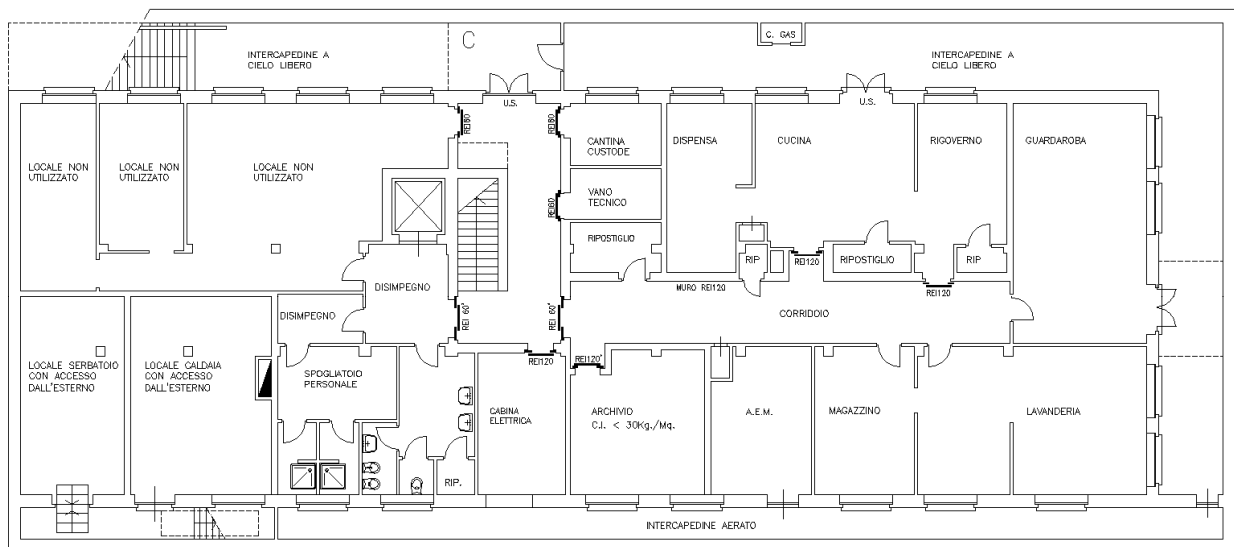 C
C. GAS
INTERCAPEDINE A
CIELO LIBERO
INTERCAPEDINE A
CIELO LIBERO
U.S.
U.S.
REI60
REI60
LOCALE NON
UTILIZZATO
LOCALE NON
UTILIZZATO
LOCALE NON
UTILIZZATO
CANTINA
CUSTODE
DISPENSA
CUCINA
RIGOVERNO
GUARDAROBA
VANO
TECNICO
REI60
RIPOSTIGLIO
RIP
REI120
RIPOSTIGLIO
RIP
DISIMPEGNO
MURO REI120
REI120
DISIMPEGNO
REI 60'
REI 60'
CORRIDOIO
REI120
REI120'
LOCALE SERBATOIO
CON ACCESSO
DALL'ESTERNO
LOCALE CALDAIA
CON ACCESSO
DALL'ESTERNO
SPOGLIATOIO
PERSONALE
CABINA
ELETTRICA
ARCHIVIO
C.I. < 30Kg./Mq.
A.E.M.
MAGAZZINO
LAVANDERIA
RIP.
INTERCAPEDINE AERATO